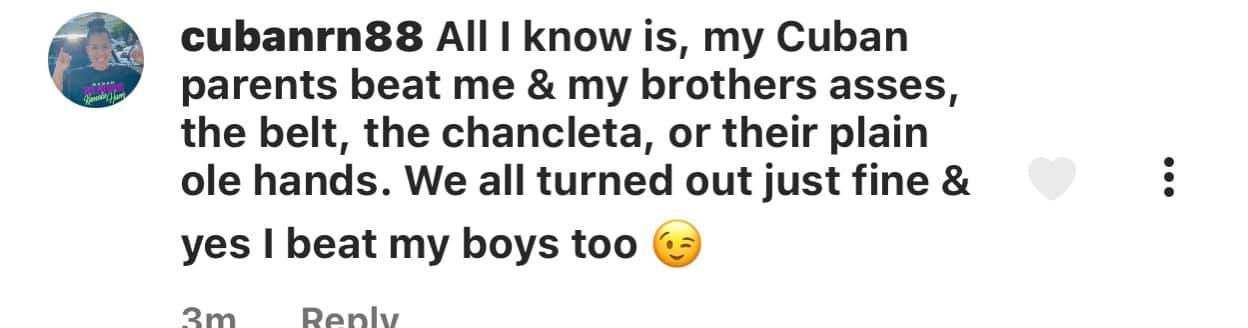 cubanrn88 All I know is, my Cuban
parents beat me & my brothers asses,
the belt, the chancleta, or their plain
ole hands. We all turned out just fine &
yes I beat my boys too 😉
3m Reply